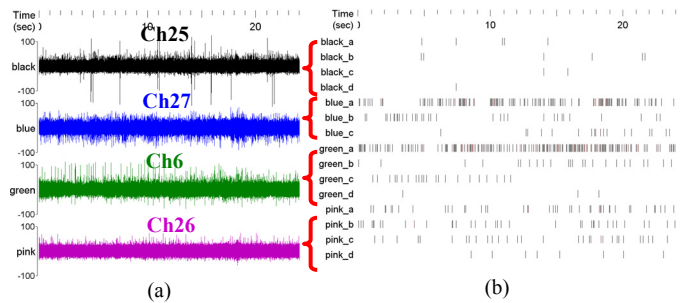 Time
(sec)
0
10
20
Ch25
100
black
-100
Ch27
100
blue
-100
Ch6
100
green
-100
Ch26
100
pink
-100
(a)
Time
(sec)
0
10
20
black_a
black_b
black_c
black_d
blue_a
blue_b
blue_c
green_a
green_b
green_c
green_d
pink_a
pink_b
pink_c
pink_d
(b)